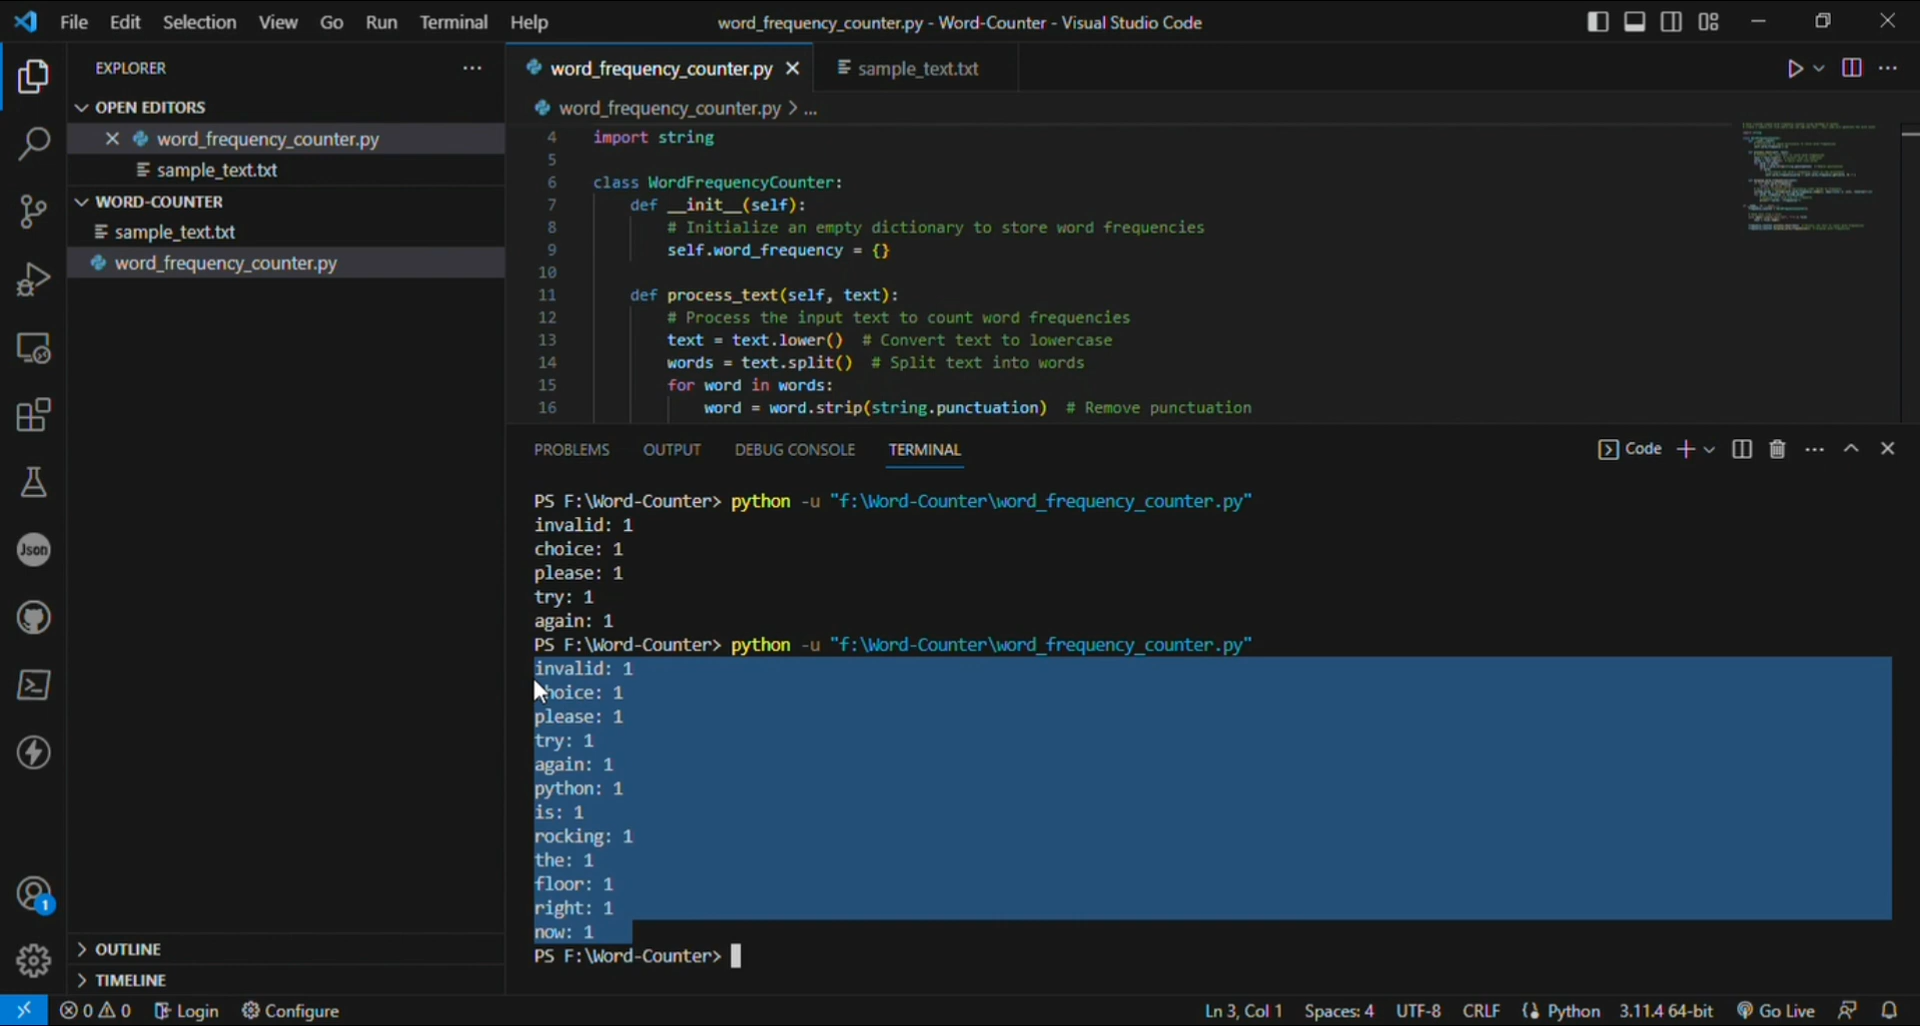 File Edit Selection View Go Run Terminal Help
word_frequency_counter.py - Word-Counter - Visual Studio Code
EXPLORER
OPEN EDITORS
word_frequency_counter.py
sample_text.txt
WORD-COUNTER
sample_text.txt
word_frequency_counter.py
OUTLINE
TIMELINE
Json
1
word_frequency_counter.py
sample_text.txt
word_frequency_counter.py > ...
4 import string
5
6 class WordFrequencyCounter:
7 def __init__(self):
8 # Initialize an empty dictionary to store word frequencies
9 self.word_frequency = {}
10
11 def process_text(self, text):
12 # Process the input text to count word frequencies
13 text = text.lower() # Convert text to lowercase
14 words = text.split() # Split text into words
15 for word in words:
16 word = word.strip(string.punctuation) # Remove punctuation
PROBLEMS OUTPUT DEBUG CONSOLE TERMINAL
Code
PS F:\Word-Counter> python -u "f:\Word-Counter\word_frequency_counter.py"
invalid: 1
choice: 1
please: 1
try: 1
again: 1
PS F:\Word-Counter> python -u "f:\Word-Counter\word_frequency_counter.py"
invalid: 1
choice: 1
please: 1
try: 1
again: 1
python: 1
is: 1
rocking: 1
the: 1
floor: 1
right: 1
now: 1
PS F:\Word-Counter>
0 0 Login Configure
Ln 3, Col 1 Spaces: 4 UTF-8 CRLF Python 3.11.4 64-bit Go Live